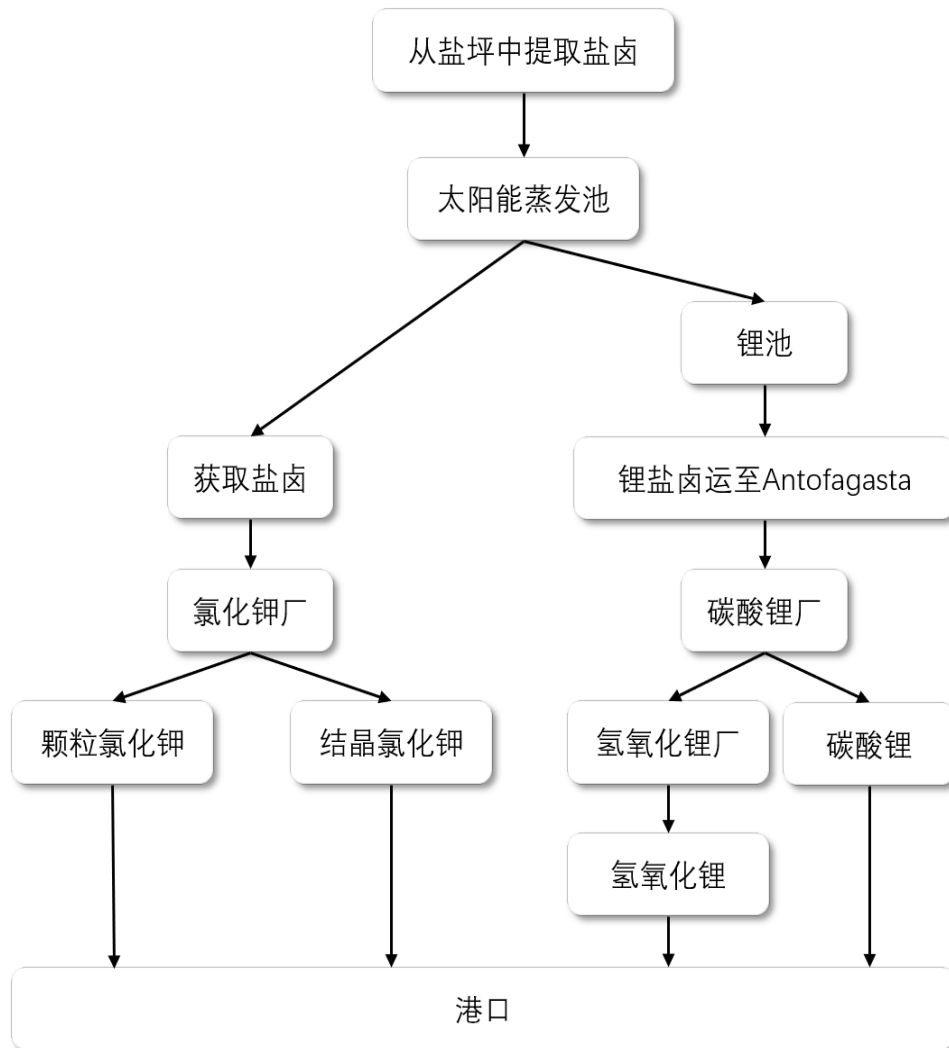 从盐坪中提取盐卤
太阳能蒸发池
锂池
获取盐卤
锂盐卤运至Antofagasta
氯化钾厂
碳酸锂厂
颗粒氯化钾
结晶氯化钾
氢氧化锂厂
碳酸锂
氢氧化锂
港口